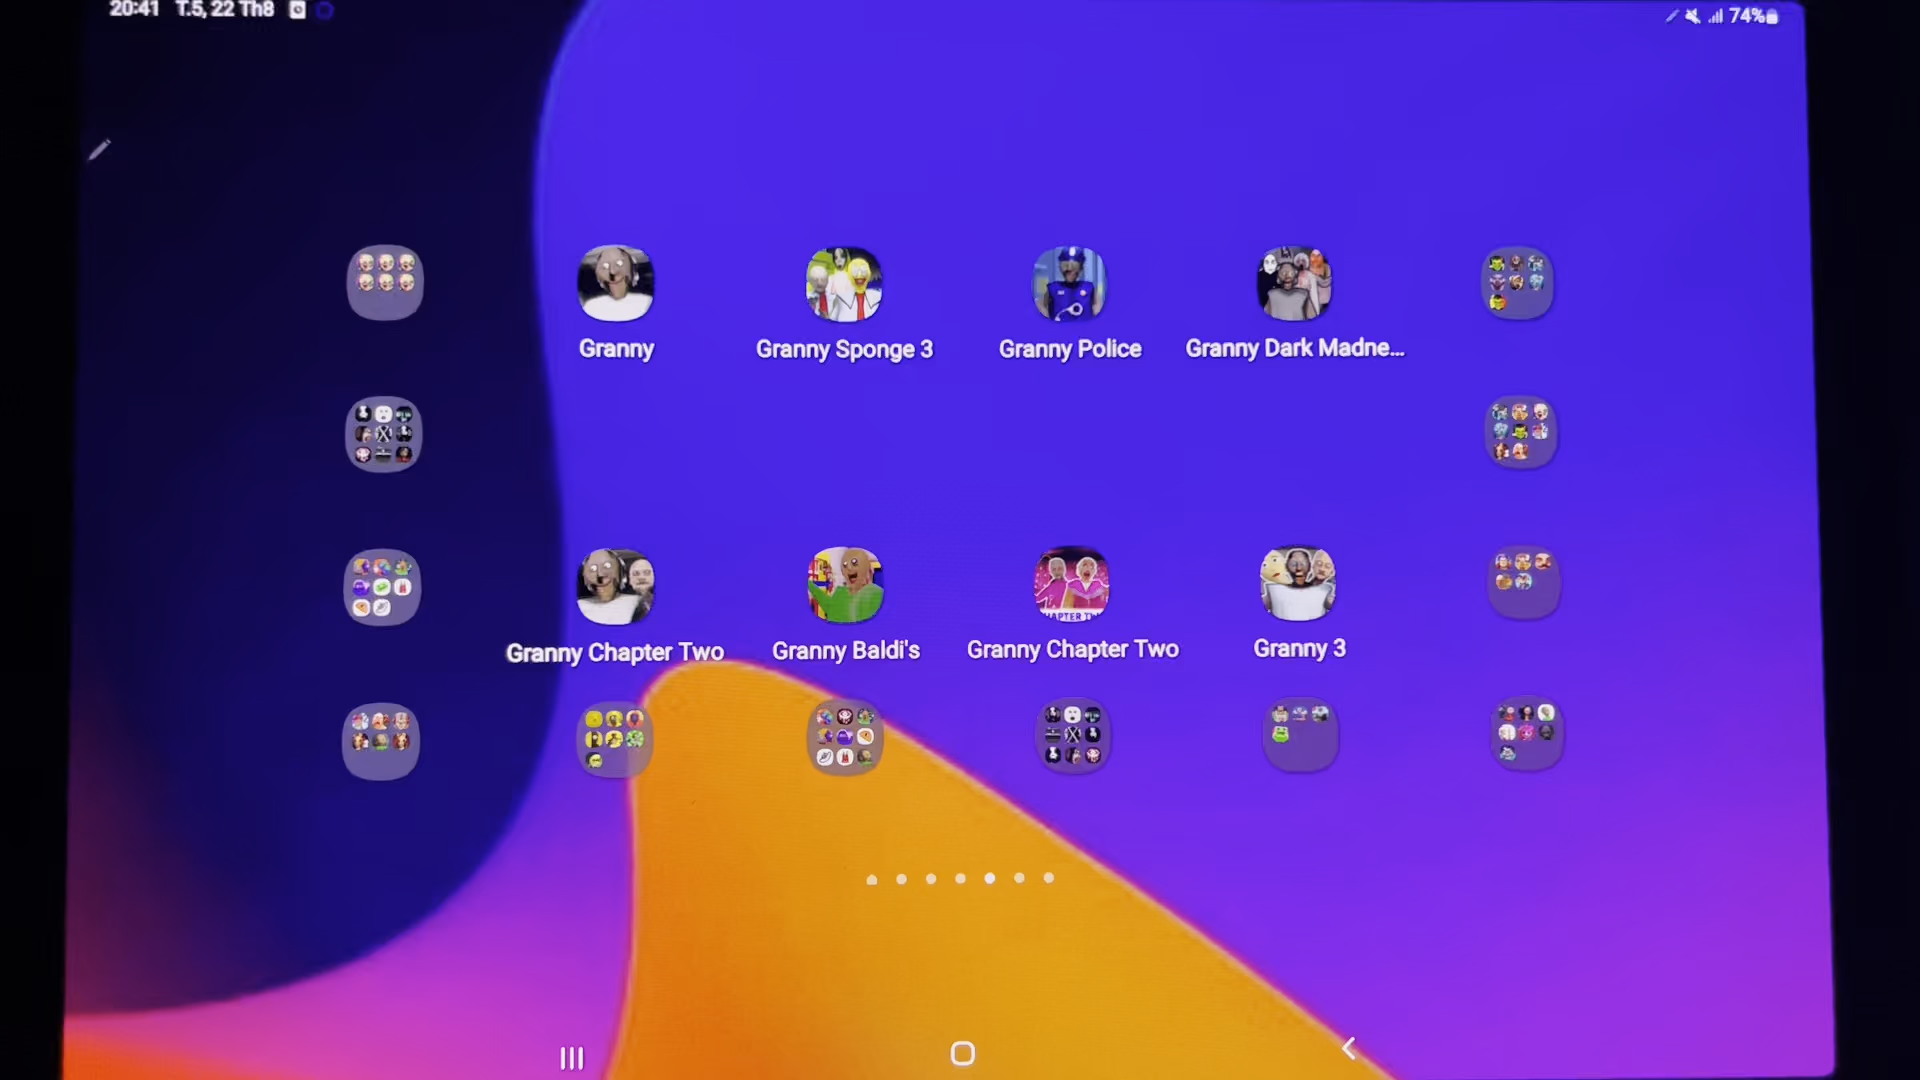 20:41 T.5, 22 Th8
74%
Granny
Granny Sponge 3
Granny Police
Granny Dark Madne...
Granny Chapter Two
Granny Baldi's
Granny Chapter Two
Granny 3